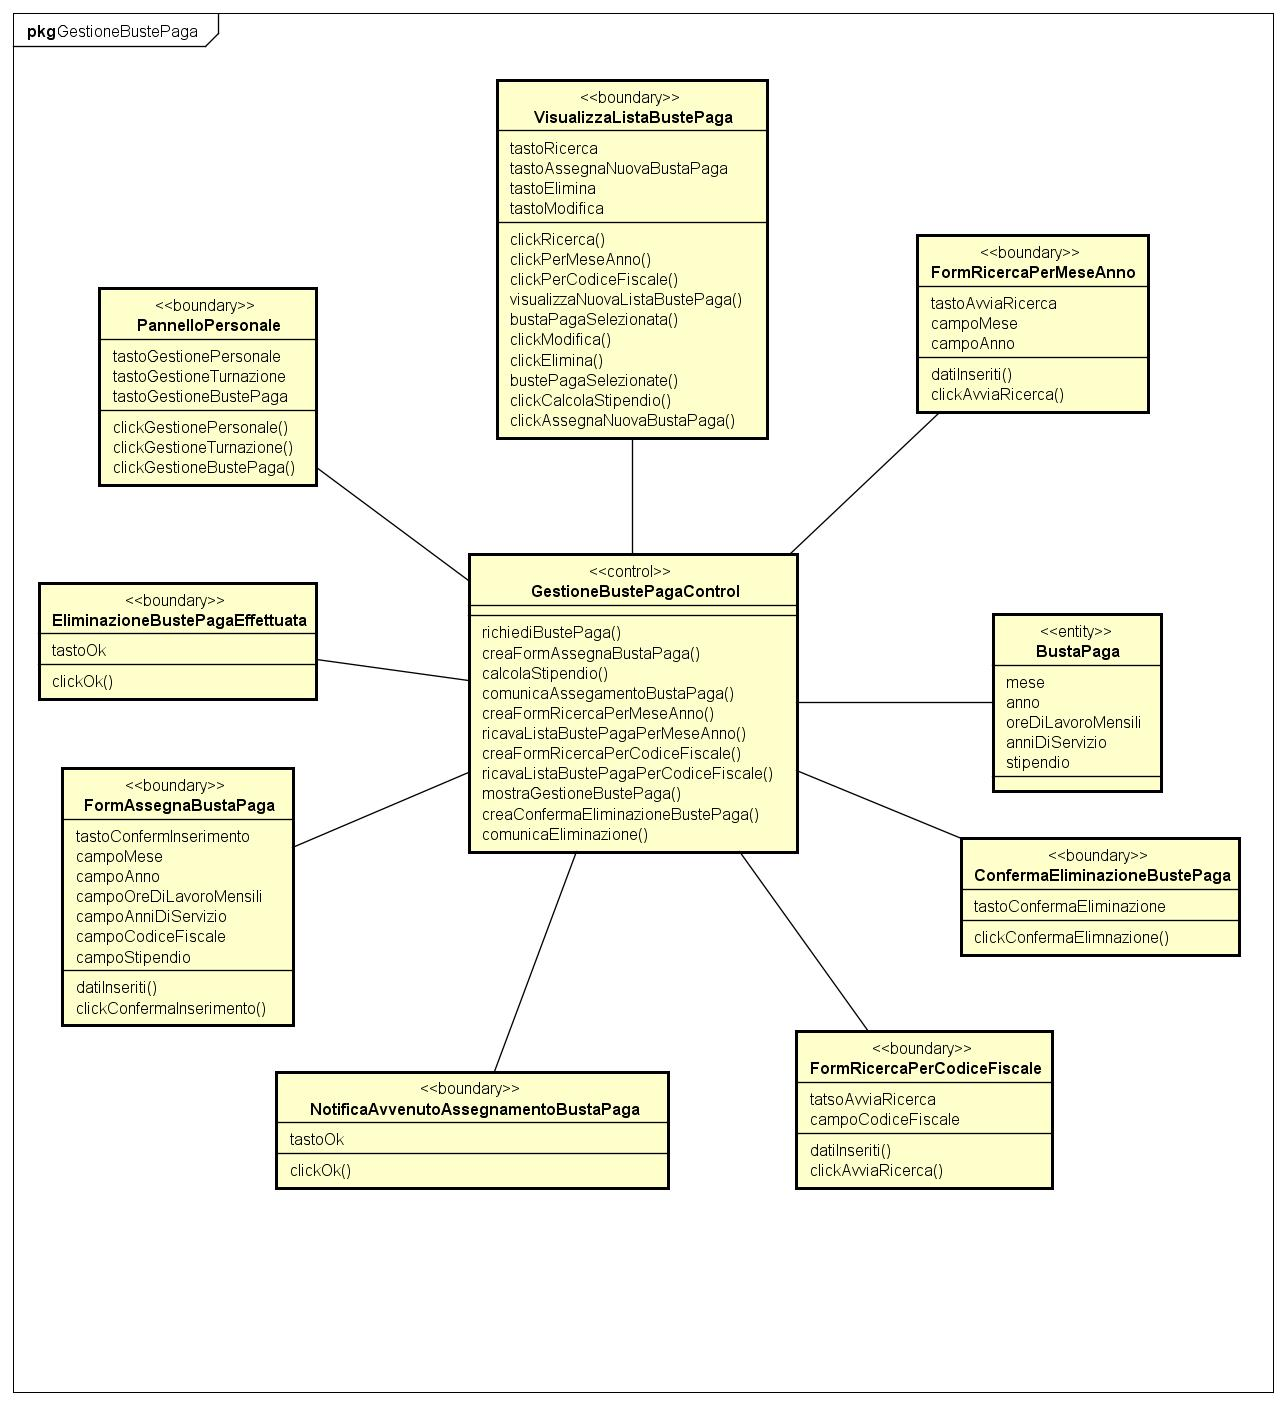 pkg GestioneBustePaga
<<boundary>>
VisualizzaListaBustePaga
tastoRicerca
tastoAssegnaNuovaBustaPaga
tastoElimina
tastoModifica
clickRicerca()
clickPerMeseAnno()
clickPerCodiceFiscale()
visualizzaNuovaListaBustePaga()
bustaPagaSelezionata()
clickModifica()
clickElimina()
bustePagaSelezionate()
clickCalcolaStipendio()
clickAssegnaNuovaBustaPaga()
<<boundary>>
FormRicercaPerMeseAnno
tastoAvviaRicerca
campoMese
campoAnno
datiInseriti()
clickAvviaRicerca()
<<boundary>>
PannelloPersonale
tastoGestionePersonale
tastoGestioneTurnazione
tastoGestioneBustePaga
clickGestionePersonale()
clickGestioneTurnazione()
clickGestioneBustePaga()
<<control>>
GestioneBustePagaControl
richiediBustePaga()
creaFormAssegnaBustaPaga()
calcolaStipendio()
comunicaAssegamentoBustaPaga()
creaFormRicercaPerMeseAnno()
ricavaListaBustePagaPerMeseAnno()
creaFormRicercaPerCodiceFiscale()
ricavaListaBustePagaPerCodiceFiscale()
mostraGestioneBustePaga()
creaConfermaEliminazioneBustePaga()
comunicaEliminazione()
<<boundary>>
EliminazioneBustePagaEffettuata
tastoOk
clickOk()
<<entity>>
BustaPaga
mese
anno
oreDiLavoroMensili
anniDiServizio
stipendio
<<boundary>>
FormAssegnaBustaPaga
tastoConfermInserimento
campoMese
campoAnno
campoOreDiLavoroMensili
campoAnniDiServizio
campoCodiceFiscale
campoStipendio
datiInseriti()
clickConfermaInserimento()
<<boundary>>
ConfermaEliminazioneBustePaga
tastoConfermaEliminazione
clickConfermaElimnazione()
<<boundary>>
FormRicercaPerCodiceFiscale
tatsoAvviaRicerca
campoCodiceFiscale
datiInseriti()
clickAvviaRicerca()
<<boundary>>
NotificaAvvenutoAssegnamentoBustaPaga
tastoOk
clickOk()